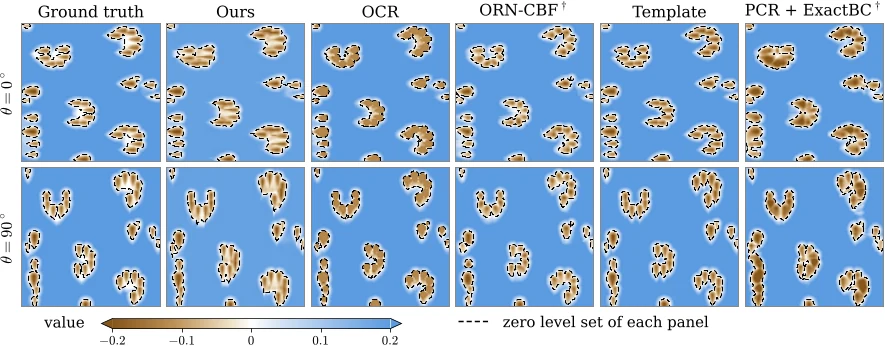 Ground truth
Ours
OCR
ORN-CBF†
Template
PCR + ExactBC†
θ = 0°
θ = 90°
value
zero level set of each panel
−0.2
−0.1
0
0.1
0.2